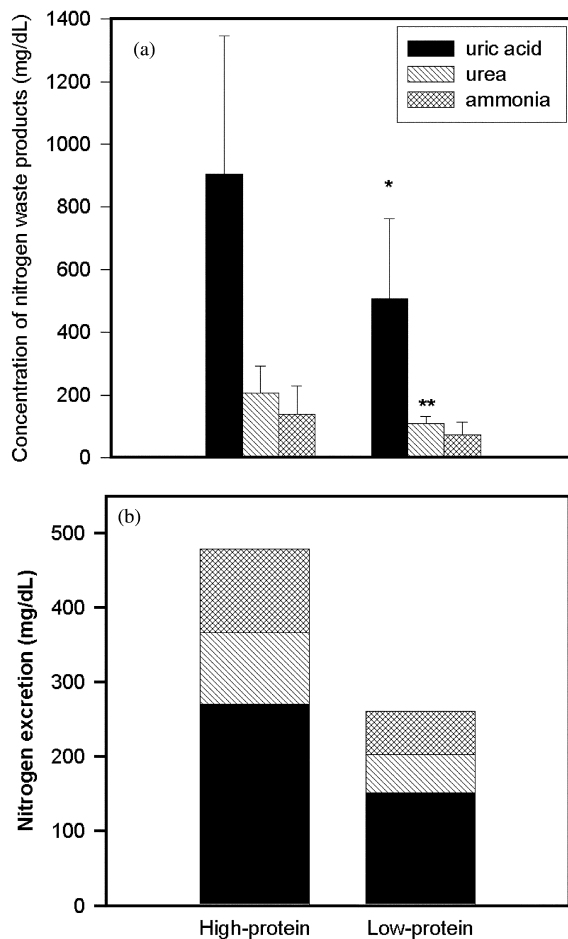 Concentration of nitrogen waste products (mg/dL)
1400
1200
1000
800
600
400
200
0
(a)
uric acid
urea
ammonia
*
**
Nitrogen excretion (mg/dL)
500
400
300
200
100
0
(b)
High-protein
Low-protein